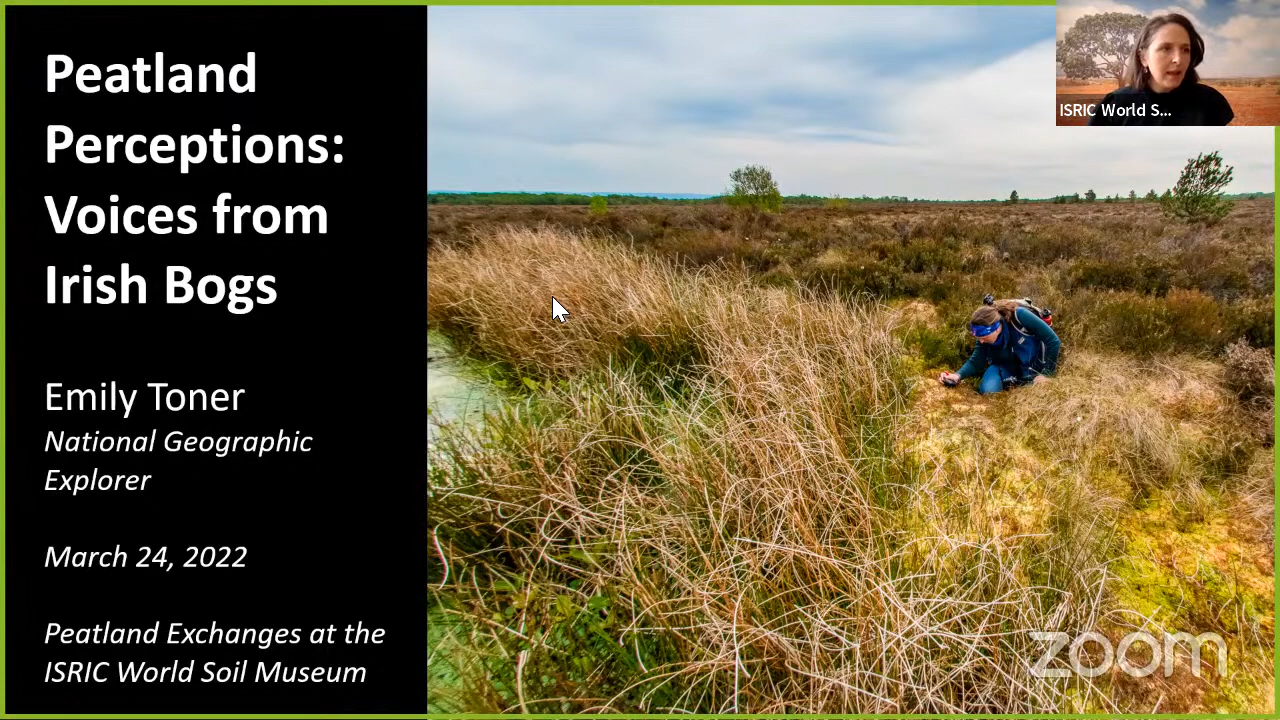 Peatland
Perceptions:
Voices from
Irish Bogs
Emily Toner
National Geographic
Explorer
March 24, 2022
Peatland Exchanges at the
ISRIC World Soil Museum
ISRIC World S...
zoom